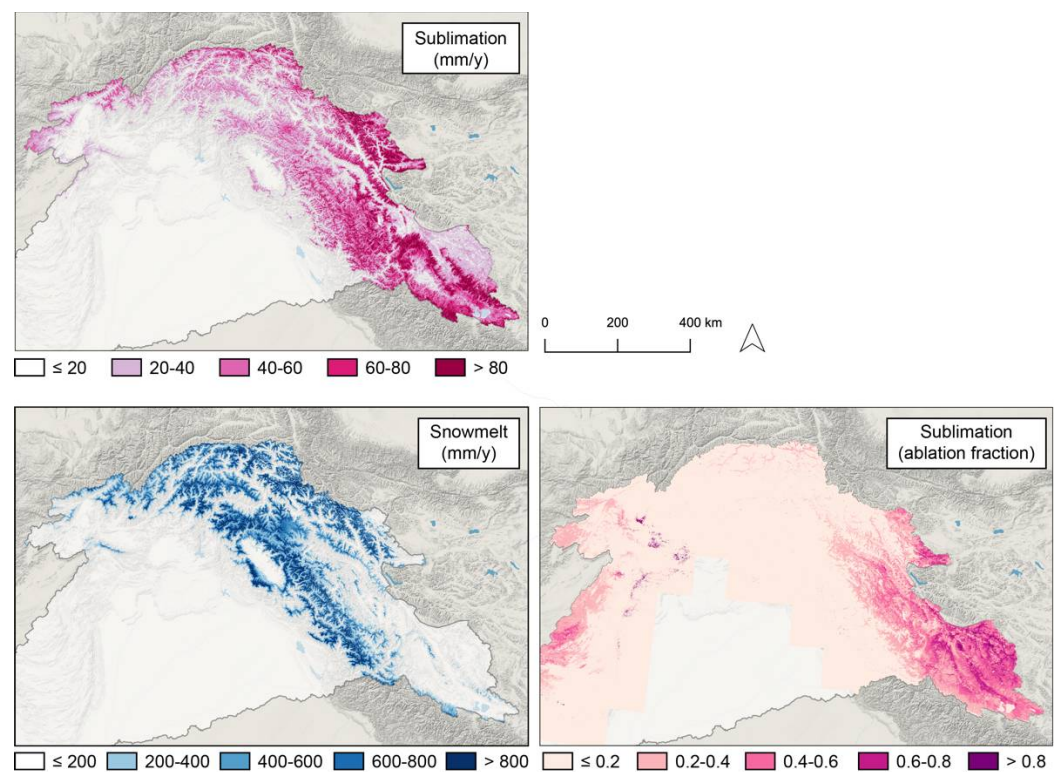 Sublimation
(mm/y)
0 200 400 km
≤ 20 20-40 40-60 60-80 > 80
Snowmelt
(mm/y)
Sublimation
(ablation fraction)
≤ 200 200-400 400-600 600-800 > 800
≤ 0.2 0.2-0.4 0.4-0.6 0.6-0.8 > 0.8